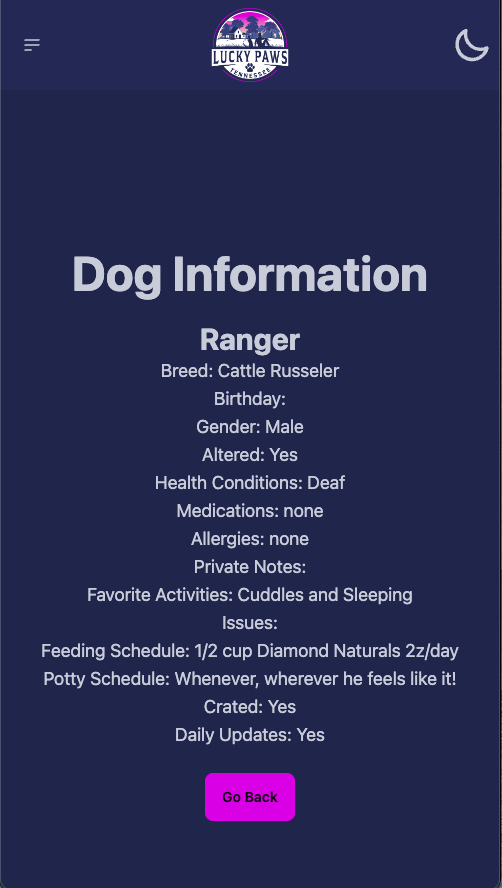 LUCKY PAWS
TENNESSEE
Dog Information
Ranger
Breed: Cattle Russeler
Birthday:
Gender: Male
Altered: Yes
Health Conditions: Deaf
Medications: none
Allergies: none
Private Notes:
Favorite Activities: Cuddles and Sleeping
Issues:
Feeding Schedule: 1/2 cup Diamond Naturals 2z/day
Potty Schedule: Whenever, wherever he feels like it!
Crated: Yes
Daily Updates: Yes
Go Back